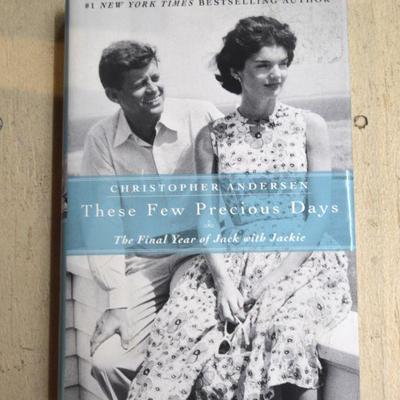 #1 NEW YORK TIMES BESTSELLING AUTHOR
CHRISTOPHER ANDERSEN
These Few Precious Days
The Final Year of Jack with Jackie